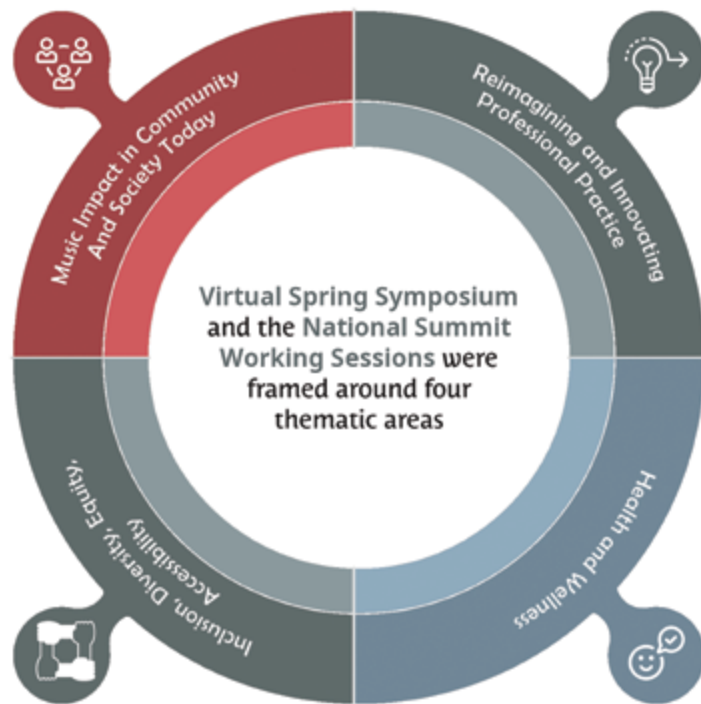 Music Impact in Community
And Society Today
Reimagining and Innovating
Professional Practice
Virtual Spring Symposium
and the National Summit
Working Sessions were
framed around four
thematic areas
Inclusion, Diversity, Equity,
Accessibility
Health and Wellness